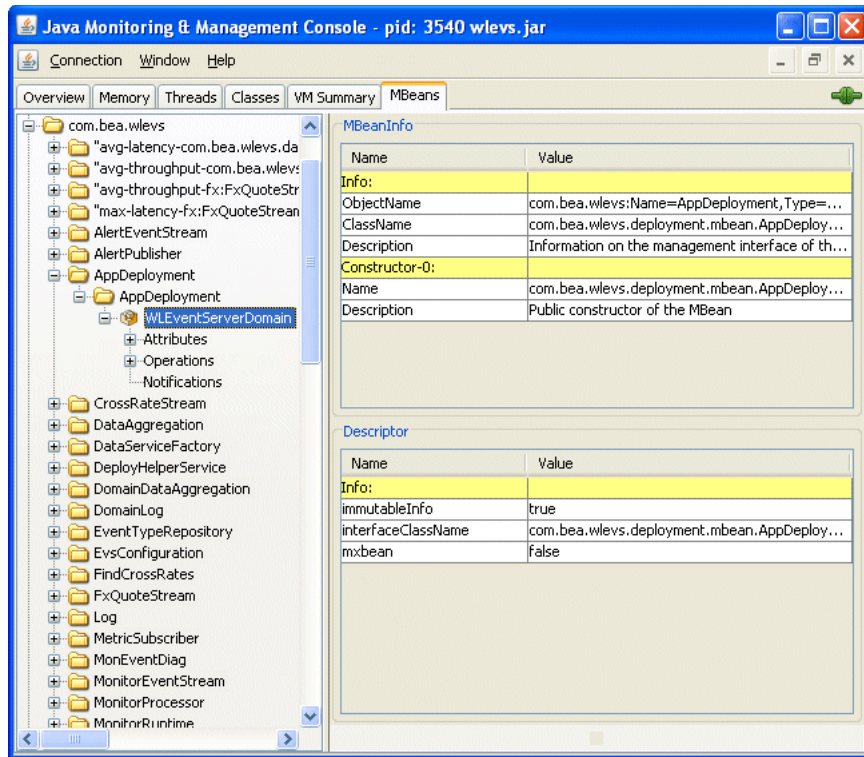 Java Monitoring & Management Console - pid: 3540 wlevs.jar
Connection Window Help
Overview Memory Threads Classes VM Summary MBeans
com.bea.wlevs
"avg-latency-com.bea.wlevs.da
"avg-throughput-com.bea.wlevs
"avg-throughput-fx:FxQuoteStr
"max-latency-fx:FxQuoteStrean
AlertEventStream
AlertPublisher
AppDeployment
AppDeployment
WLEventServerDomain
Attributes
Operations
Notifications
CrossRateStream
DataAggregation
DataServiceFactory
DeployHelperService
DomainDataAggregation
DomainLog
EventTypeRepository
EvsConfiguration
FindCrossRates
FxQuoteStream
Log
MetricSubscriber
MonEventDiag
MonitorEventStream
MonitorProcessor
MonitorRuntime
MBeanInfo
Name Value
Info:
ObjectName com.bea.wlevs:Name=AppDeployment,Type=...
ClassName com.bea.wlevs.deployment.mbean.AppDeploy...
Description Information on the management interface of th...
Constructor-0:
Name com.bea.wlevs.deployment.mbean.AppDeploy...
Description Public constructor of the MBean
Descriptor
Name Value
Info:
immutableInfo true
interfaceClassName com.bea.wlevs.deployment.mbean.AppDeploy...
mxbean false